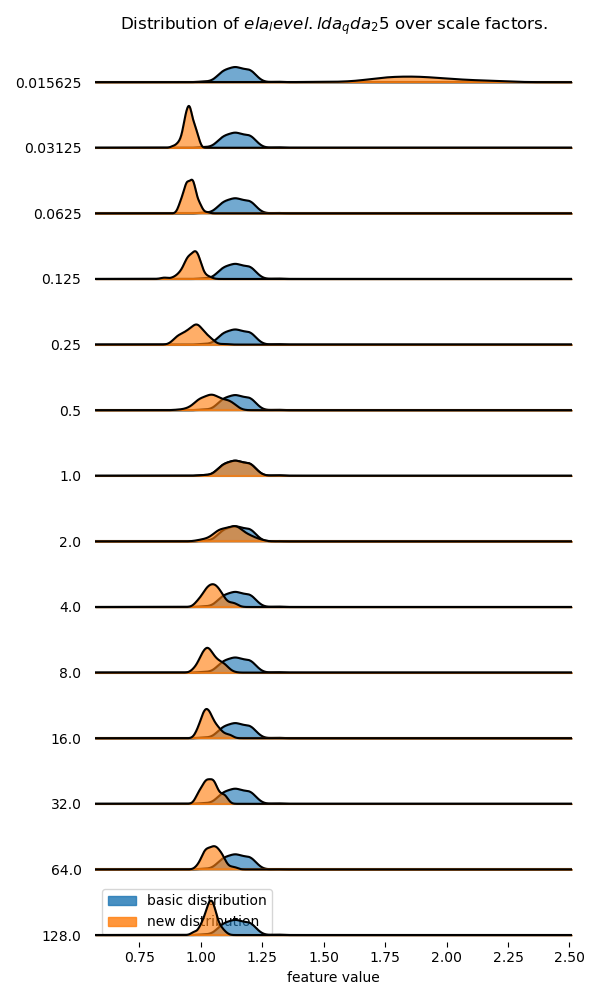 Distribution of ela_level.lda_qda_25 over scale factors.
0.015625
0.03125
0.0625
0.125
0.25
0.5
1.0
2.0
4.0
8.0
16.0
32.0
64.0
128.0
basic distribution
new distribution
0.75 1.00 1.25 1.50 1.75 2.00 2.25 2.50
feature value